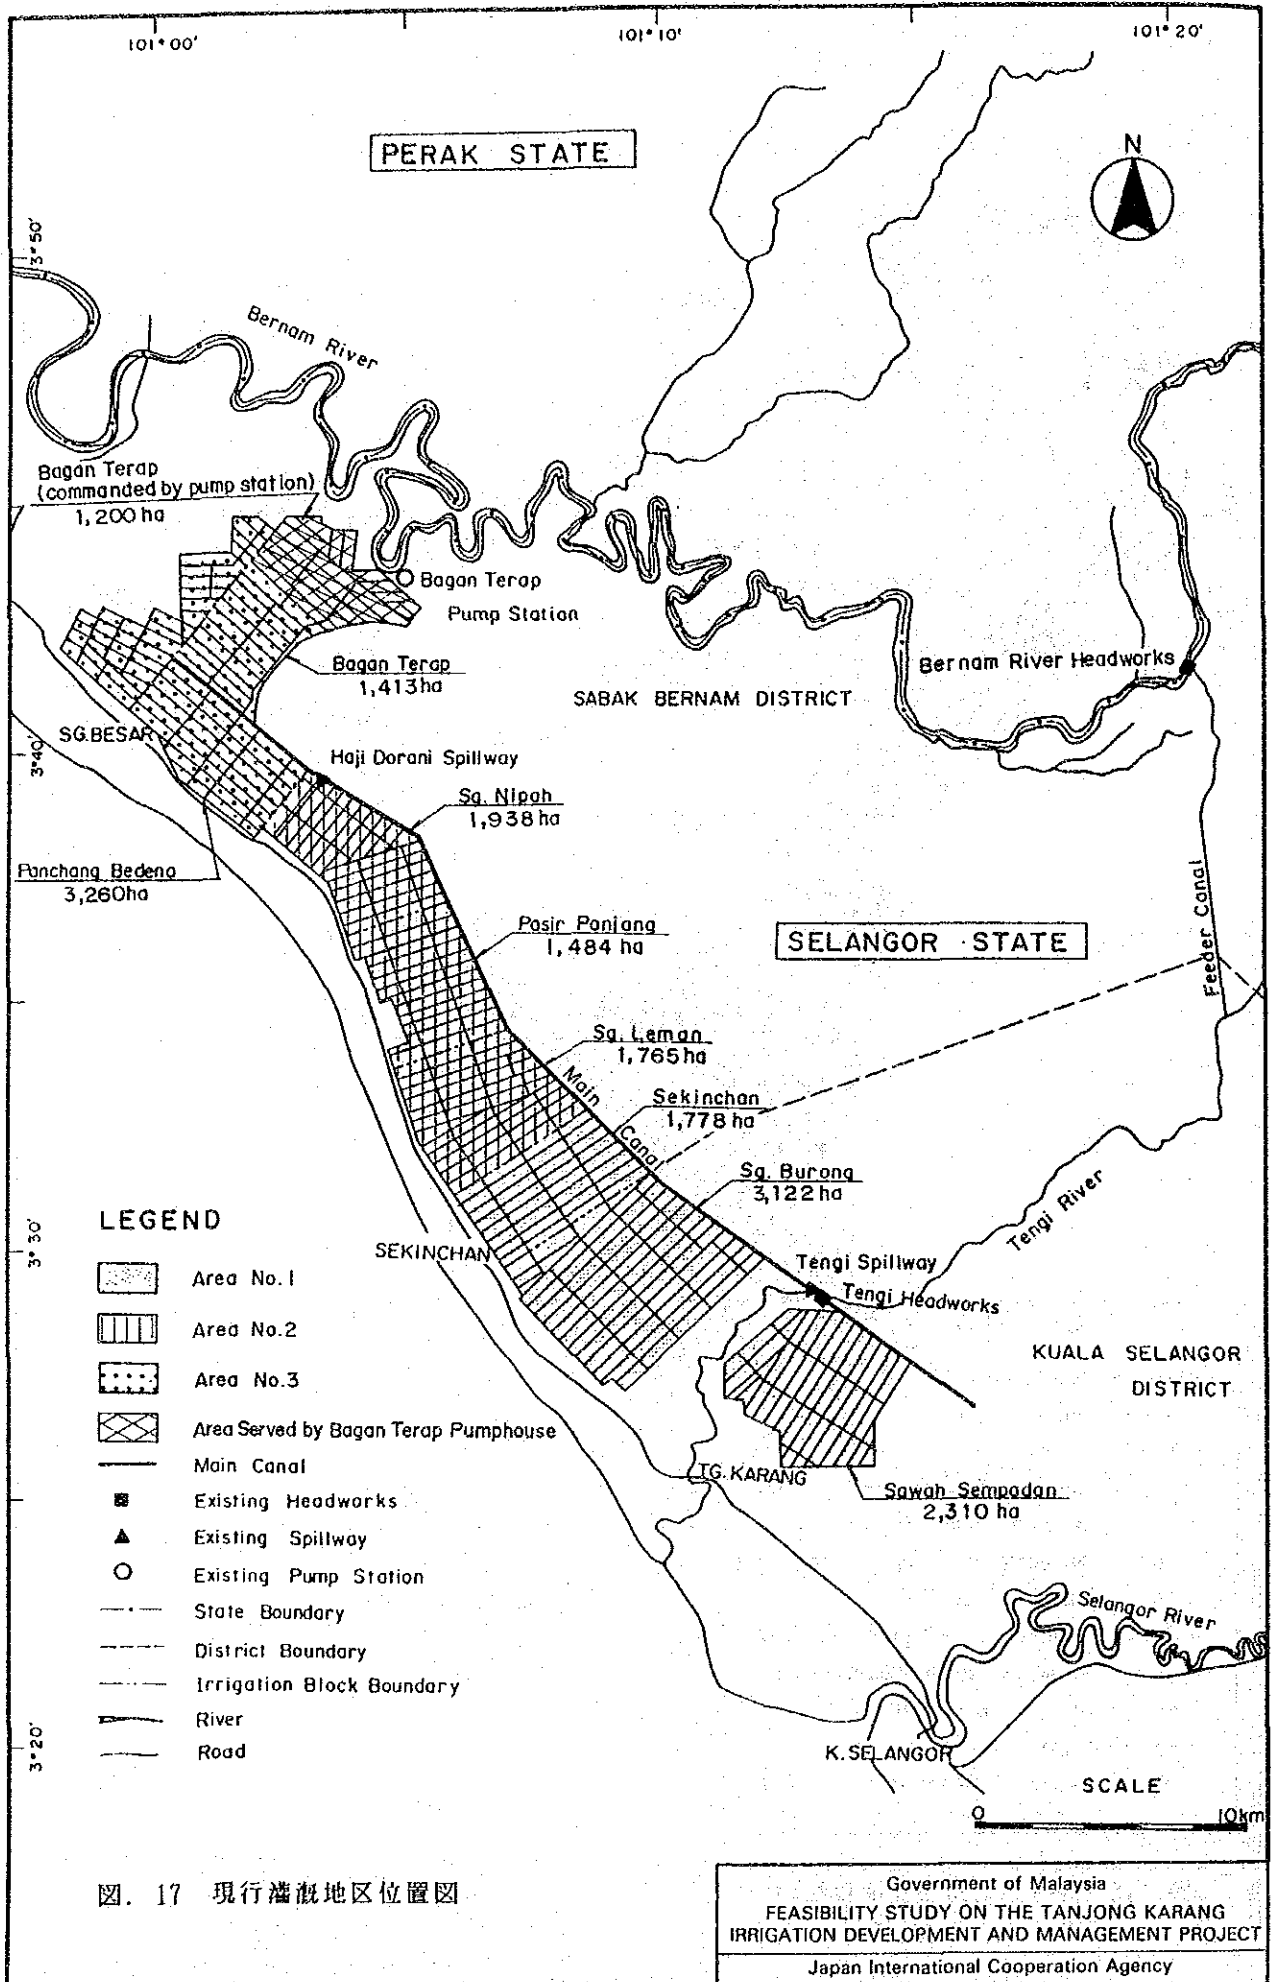 101°00'
101°10'
101°20'
PERAK STATE
N
3°50'
Bernam River
Bagan Terap
(commanded by pump station)
1,200 ha
Bagan Terap
Pump Station
Bernam River Headworks
Bagan Terap
1,413 ha
SABAK BERNAM DISTRICT
SG. BESAR
3°40'
Haji Dorani Spillway
Sg. Nipah
1,938 ha
Panchang Bedena
3,260 ha
Feeder Canal
Pasir Panjang
1,484 ha
SELANGOR STATE
Sg. Leman
1,765 ha
Main Canal
Sekinchan
1,778 ha
Sg. Burong
3,122 ha
Tengi River
3°30'
SEKINCHAN
Tengi Spillway
Tengi Headworks
KUALA SELANGOR
DISTRICT
TG. KARANG
Sawah Sempadan
2,310 ha
LEGEND
Area No.1
Area No.2
Area No.3
Area Served by Bagan Terap Pumphouse
Main Canal
Existing Headworks
Existing Spillway
Existing Pump Station
State Boundary
District Boundary
Irrigation Block Boundary
River
Road
Selangor River
3°20'
K. SELANGOR
SCALE
0 10km
図. 17 現行灌漑地区位置図
Government of Malaysia
FEASIBILITY STUDY ON THE TANJONG KARANG
IRRIGATION DEVELOPMENT AND MANAGEMENT PROJECT
Japan International Cooperation Agency